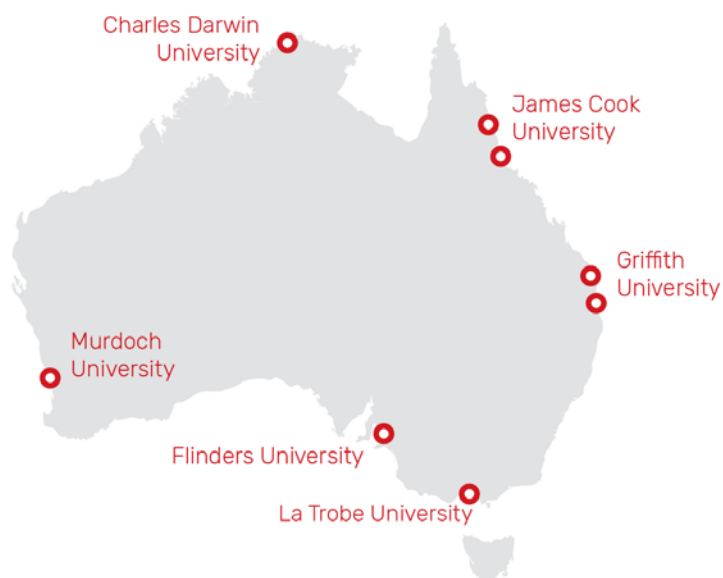 Charles Darwin
University
James Cook
University
Griffith
University
Murdoch
University
Flinders University
La Trobe University